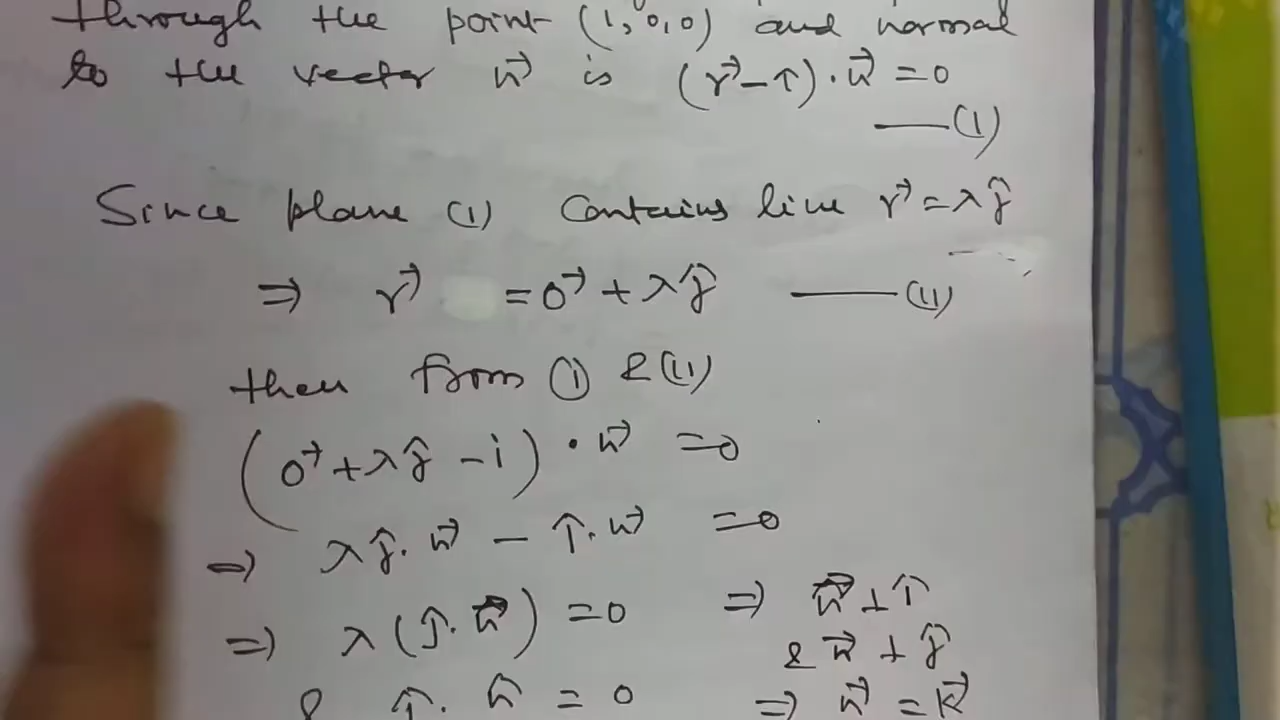 through the point (1,0,0) and normal
to the vector n⃗ is (r⃗ - î) · n⃗ = 0
—(1)
Since plane (1) contains line r⃗ = λĵ
⇒ r⃗ = 0⃗ + λĵ —(11)
then from ① & (11)
(0⃗ + λĵ - i) · n⃗ = 0
⇒ λĵ. n⃗ - î. n⃗ = 0
⇒ λ(ĵ. n⃗) = 0 ⇒ n⃗ ⊥ î
& n⃗ ⊥ ĵ
& î. n⃗ = 0 ⇒ n⃗ = k⃗